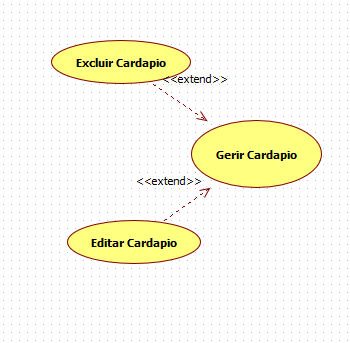 Excluir Cardapio
<<extend>>
Gerir Cardapio
<<extend>>
Editar Cardapio